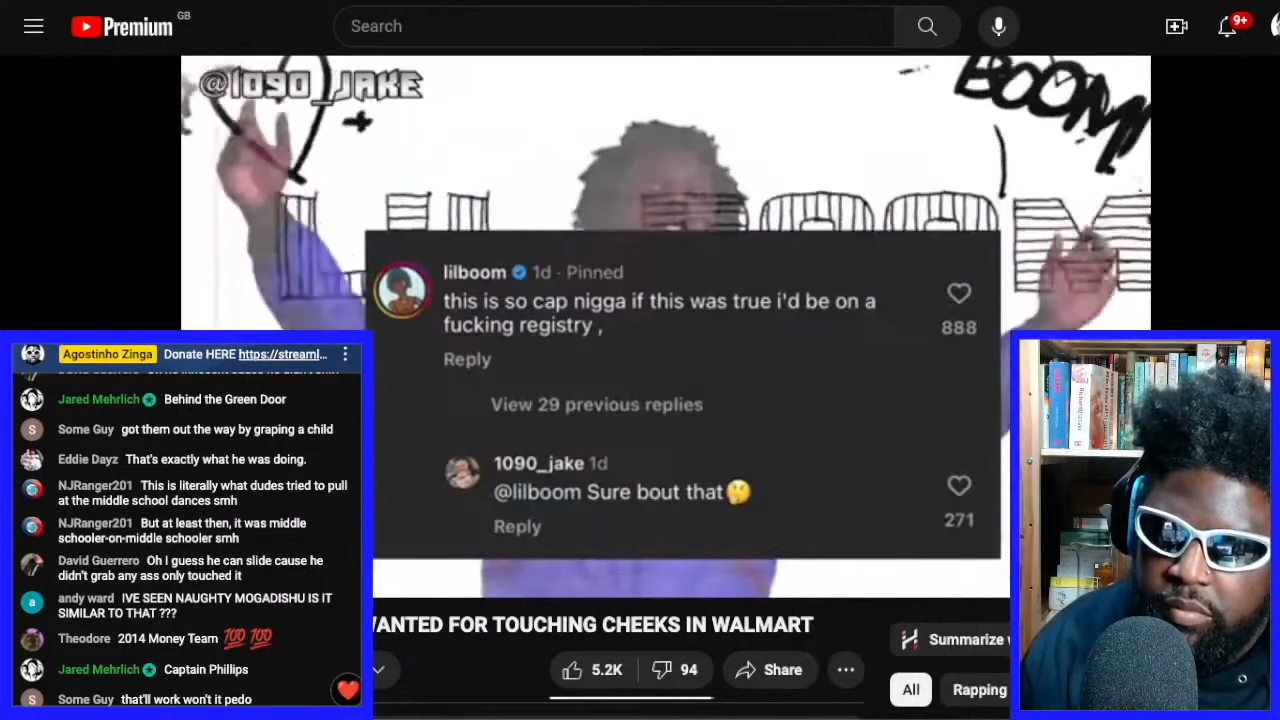 Premium GB
Search
9+
@1090_JAKE
BOOM!
lilboom 1d · Pinned
this is so cap nigga if this was true i'd be on a
fucking registry ,
888
Reply
View 29 previous replies
1090_jake 1d
@lilboom Sure bout that🤔
271
Reply
Agostinho Zinga Donate HERE https://streaml...
Jared Mehrlich Behind the Green Door
Some Guy got them out the way by graping a child
Eddie Dayz That's exactly what he was doing.
NJRanger201 This is literally what dudes tried to pull
at the middle school dances smh
NJRanger201 But at least then, it was middle
schooler-on-middle schooler smh
David Guerrero Oh I guess he can slide cause he
didn't grab any ass only touched it
andy ward IVE SEEN NAUGHTY MOGADISHU IS IT
SIMILAR TO THAT ???
Theodore 2014 Money Team 💯 💯
Jared Mehrlich Captain Phillips
Some Guy that'll work won't it pedo
WANTED FOR TOUCHING CHEEKS IN WALMART
5.2K
94
Share
Summarize
All
Rapping